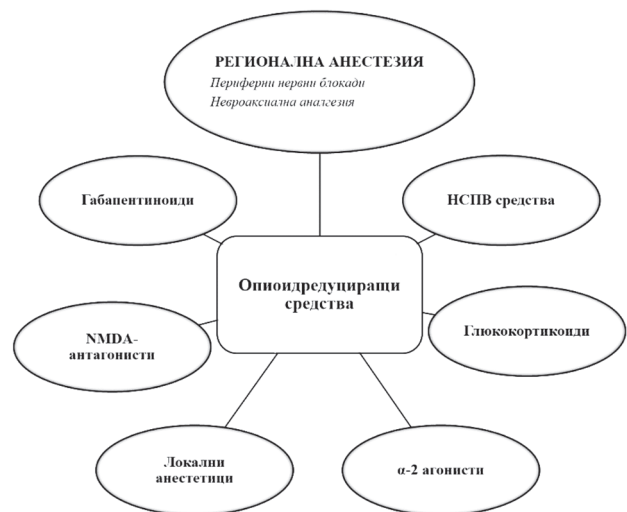 РЕГИОНАЛНА АНЕСТЕЗИЯ
Периферни нервни блокади
Невроаксиална аналгезия
Габапентиноиди
НСПВ средства
Опиоидредуциращи
средства
NMDA-
антагонисти
Глюкокортикоиди
Локални
анестетици
α-2 агонисти